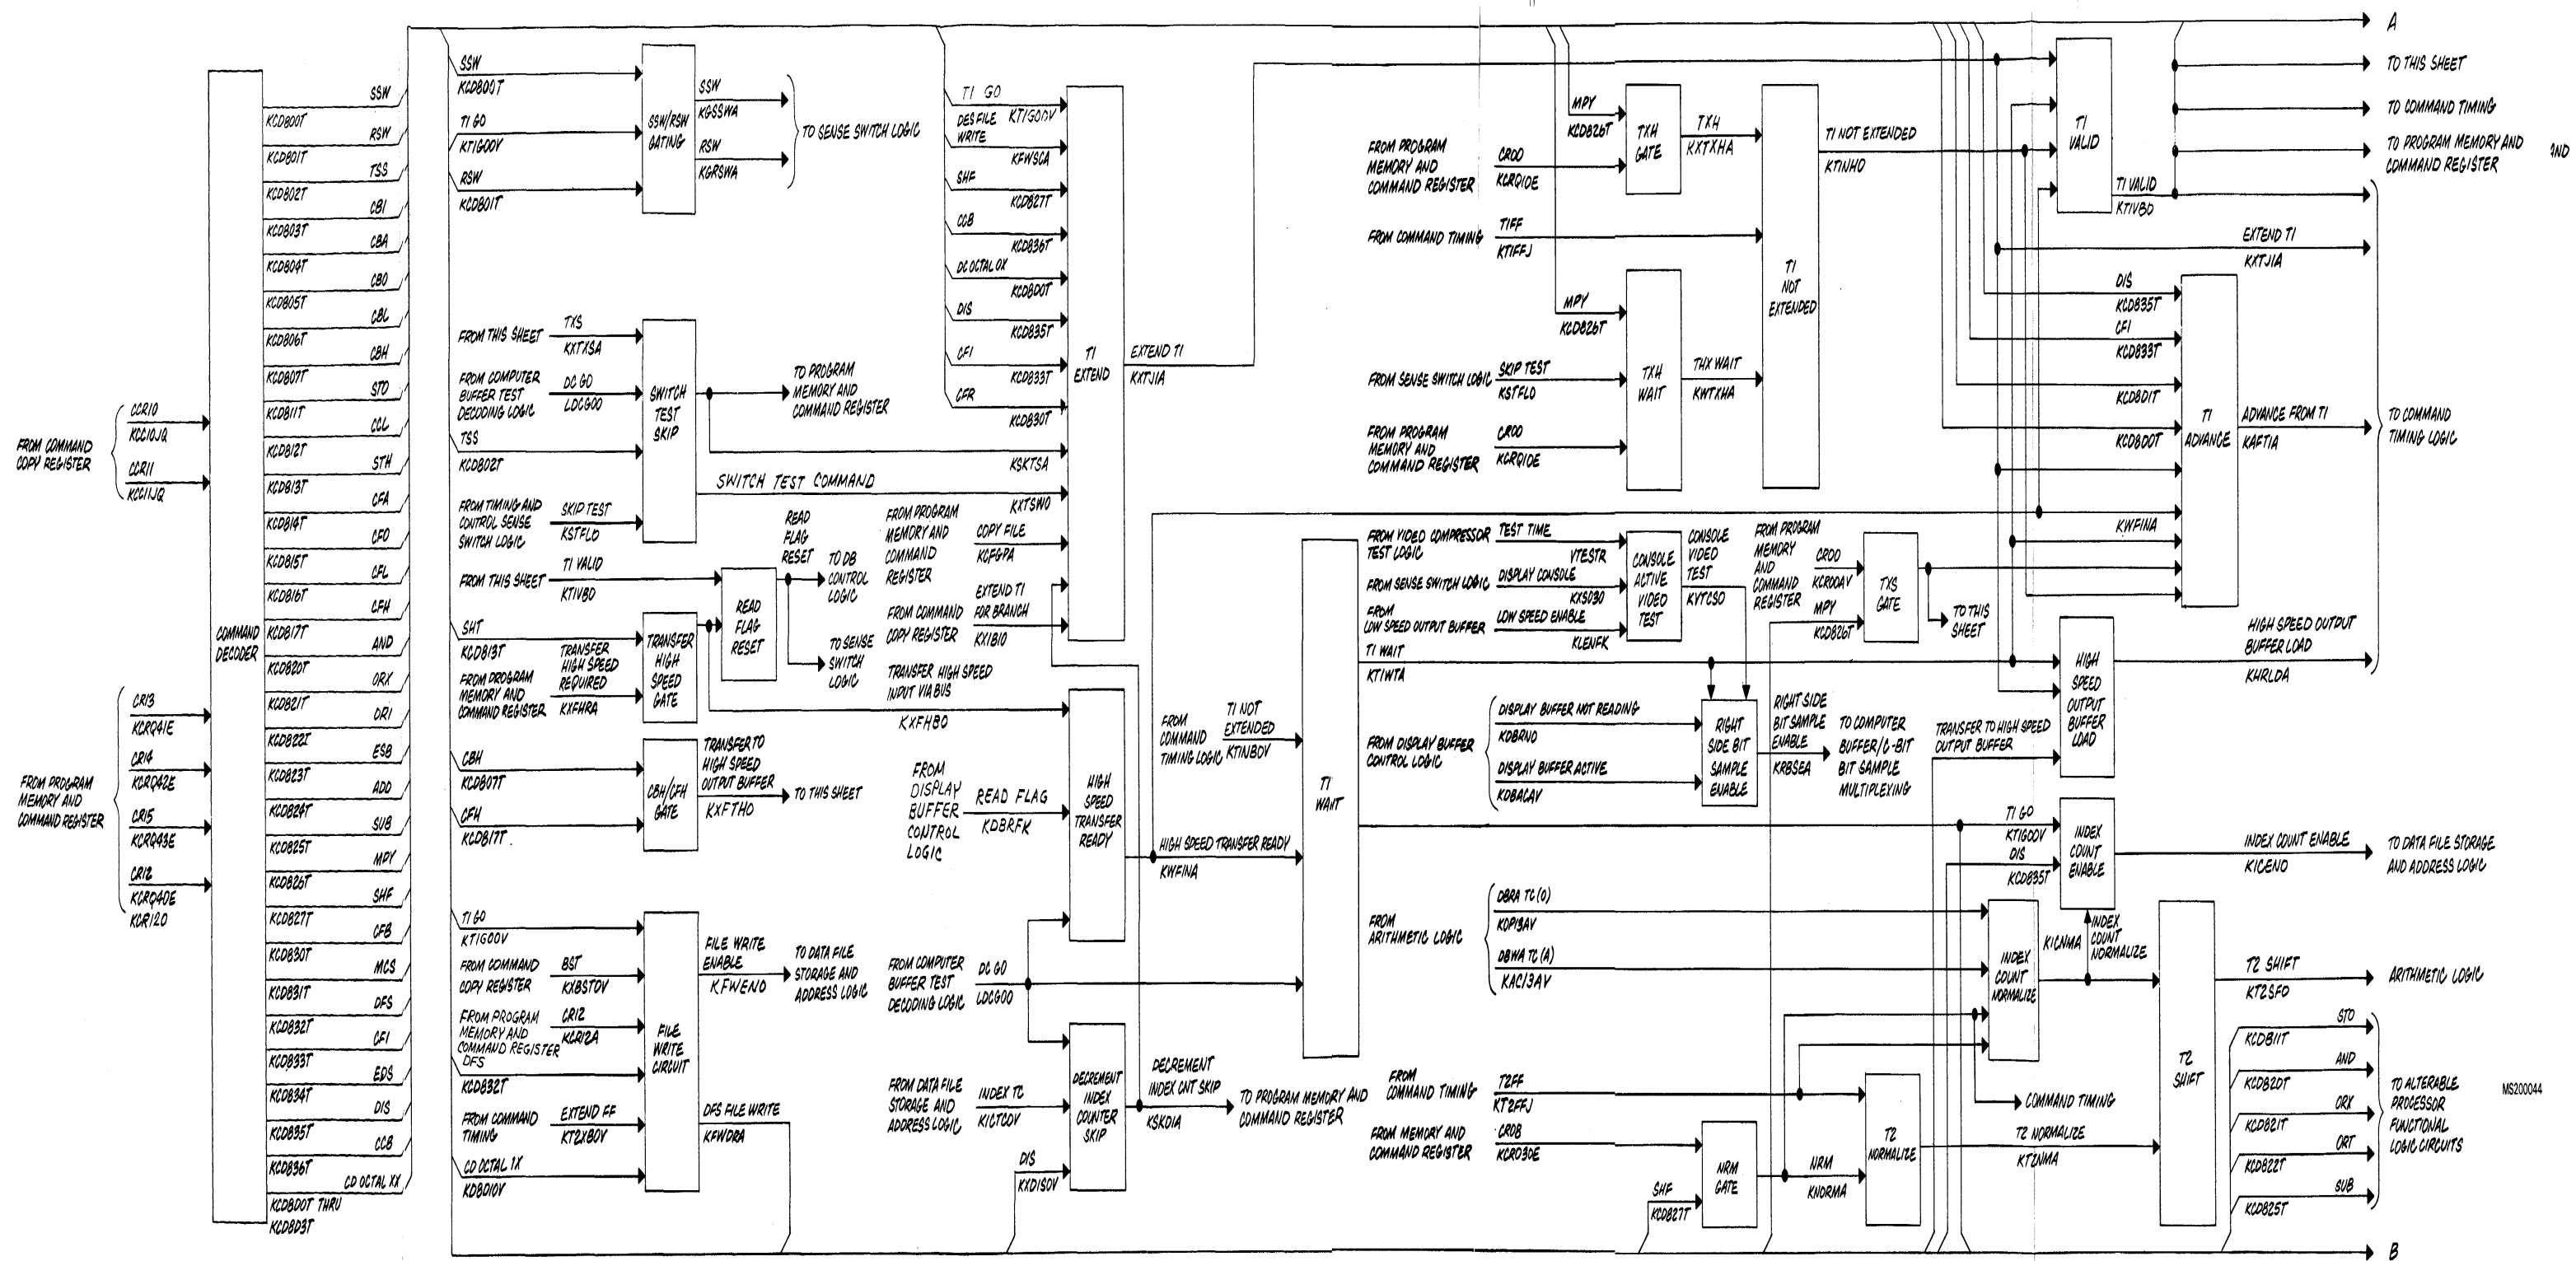 A
TO THIS SHEET
TO COMMAND TIMING
TO PROGRAM MEMORY AND
COMMAND REGISTER
AND
FROM COMMAND
COPY REGISTER
CCR10
KCC10JQ
CCR11
KCC11JQ
FROM PROGRAM
MEMORY AND
COMMAND REGISTER
CR13
KCRQ41E
CR14
KCRQ42E
CR15
KCRQ43E
CR12
KCRQ40E
KCR120
COMMAND
DECODER
SSW
KCD800T
RSW
KCD801T
TSS
KCD802T
CBI
KCD803T
CBA
KCD804T
CBO
KCD805T
CBL
KCD806T
CBH
KCD807T
STO
KCD811T
CCL
KCD812T
STH
KCD813T
CFA
KCD814T
CFO
KCD815T
CFL
KCD816T
CFH
KCD817T
AND
KCD820T
ORX
KCD821T
ORI
KCD822T
ESB
KCD823T
ADD
KCD824T
SUB
KCD825T
MPY
KCD826T
SHF
KCD827T
CFB
KCD830T
MCS
KCD831T
DFS
KCD832T
CFI
KCD833T
EDS
KCD834T
DIS
KCD835T
CCB
KCD836T
CD OCTAL XX
KCD8D0T THRU
KCD8D3T
SSW
KCD800T
TI GO
KTIGOOV
RSW
KCD801T
SSW/RSW
GATING
SSW
KGSSWA
RSW
KGRSWA
TO SENSE SWITCH LOGIC
FROM THIS SHEET
TXS
KXTXSA
FROM COMPUTER
BUFFER TEST
DECODING LOGIC
DC GO
LDCGOO
TSS
KCD802T
FROM TIMING AND
CONTROL SENSE
SWITCH LOGIC
SKIP TEST
KSTFLO
SWITCH
TEST
SKIP
TO PROGRAM
MEMORY AND
COMMAND REGISTER
SWITCH TEST COMMAND
FROM THIS SHEET
TI VALID
KTIVBO
READ
FLAG
RESET
READ
FLAG
RESET
TO DB
CONTROL
LOGIC
TO SENSE
SWITCH
LOGIC
SHT
KCD813T
FROM PROGRAM
MEMORY AND
COMMAND REGISTER
TRANSFER
HIGH SPEED
REQUIRED
KXFHRA
TRANSFER
HIGH
SPEED
GATE
TRANSFER HIGH SPEED
INPUT VIA BUS
KXFHBO
CBH
KCD807T
CFH
KCD817T
CBH/CFH
GATE
TRANSFER TO
HIGH SPEED
OUTPUT BUFFER
KXFTHO
TO THIS SHEET
TI GO
KTIGOOV
FROM COMMAND
COPY REGISTER
BST
KXBSTOV
FROM PROGRAM
MEMORY AND
COMMAND REGISTER
CR12
KCR12A
DFS
KCD832T
FROM COMMAND
TIMING
EXTEND FF
KT2XBOV
CD OCTAL 1X
KD8D1OV
FILE
WRITE
CIRCUIT
FILE WRITE
ENABLE
KFWENO
TO DATA FILE
STORAGE AND
ADDRESS LOGIC
DFS FILE WRITE
KFWDRA
TI GO
KTIGOOV
DES FILE
WRITE
KFWSCA
SHF
KCD827T
CCB
KCD836T
DC OCTAL OX
KCD8D0T
DIS
KCD835T
CFI
KCD833T
CFR
KCD830T
KSKTSA
KXTSWO
FROM PROGRAM
MEMORY AND
COMMAND
REGISTER
COPY FILE
KCFGPA
EXTEND TI
FOR BRANCH
FROM COMMAND
COPY REGISTER
KXIBIO
TI
EXTEND
EXTEND TI
KXTJIA
FROM
DISPLAY
BUFFER
CONTROL
LOGIC
READ FLAG
KDBRFK
HIGH
SPEED
TRANSFER
READY
HIGH SPEED TRANSFER READY
KWFINA
FROM COMPUTER
BUFFER TEST
DECODING LOGIC
DC GO
LDCGOO
FROM DATA FILE
STORAGE AND
ADDRESS LOGIC
INDEX TC
KICTCOV
DIS
KXDISOV
DECREMENT
INDEX
COUNTER
SKIP
DECREMENT
INDEX CNT SKIP
KSKDIA
TO PROGRAM MEMORY AND
COMMAND REGISTER
FROM
COMMAND
TIMING LOGIC
TI NOT
EXTENDED
KTINBOV
TI
WAIT
FROM PROGRAM
MEMORY AND
COMMAND REGISTER
MPY
KCD826T
CROO
KCRQ1OE
TXH
GATE
TXH
KXTXHA
FROM COMMAND TIMING
TIFF
KTIFFJ
MPY
KCD826T
FROM SENSE SWITCH LOGIC
SKIP TEST
KSTFLO
FROM PROGRAM
MEMORY AND
COMMAND REGISTER
CROO
KCRQ1OE
TXH
WAIT
THX WAIT
KWTXHA
TI
NOT
EXTENDED
TI NOT EXTENDED
KTINHO
FROM VIDEO COMPRESSOR
TEST LOGIC
TEST TIME
VTESTR
FROM SENSE SWITCH LOGIC
DISPLAY CONSOLE
KXSD30
FROM
LOW SPEED OUTPUT BUFFER
LOW SPEED ENABLE
KLENFK
CONSOLE
ACTIVE
VIDEO
TEST
CONSOLE
VIDEO
TEST
KVTCSO
TI WAIT
KTIWTA
FROM DISPLAY BUFFER
CONTROL LOGIC
DISPLAY BUFFER NOT READING
KDBRNO
DISPLAY BUFFER ACTIVE
KDBACAV
RIGHT
SIDE BIT
SAMPLE
ENABLE
RIGHT SIDE
BIT SAMPLE
ENABLE
KRBSEA
TO COMPUTER
BUFFER/C-BIT
BIT SAMPLE
MULTIPLEXING
FROM PROGRAM
MEMORY
AND
COMMAND
REGISTER
CROO
KCROOAV
MPY
KCD826T
TXS
GATE
TO THIS
SHEET
FROM
ARITHMETIC LOGIC
DBRA TC (O)
KOP13AV
DBWA TC (A)
KAC13AV
INDEX
COUNT
NORMALIZE
KICNMA
INDEX
COUNT
NORMALIZE
FROM
COMMAND TIMING
T2FF
KT2FFJ
FROM MEMORY AND
COMMAND REGISTER
CRO8
KCRO3OE
SHF
KCD827T
NRM
GATE
NRM
KNORMA
T2
NORMALIZE
T2 NORMALIZE
KT2NMA
COMMAND TIMING
T2
SHIFT
T2 SHIFT
KT2SFO
ARITHMETIC LOGIC
TI
VALID
TI VALID
KTIVBO
EXTEND TI
KXTJIA
DIS
KCD835T
CFI
KCD833T
KCD8D1T
KCD8D0T
KWFINA
TI
ADVANCE
ADVANCE FROM TI
KAFTIA
TO COMMAND
TIMING LOGIC
HIGH
SPEED
OUTPUT
BUFFER
LOAD
HIGH SPEED OUTPUT
BUFFER LOAD
KHRLDA
TRANSFER TO HIGH SPEED
OUTPUT BUFFER
TI GO
KTIGOOV
DIS
KCD835T
INDEX
COUNT
ENABLE
INDEX COUNT ENABLE
KICENO
TO DATA FILE STORAGE
AND ADDRESS LOGIC
STO
KCD811T
AND
KCD820T
ORX
KCD821T
ORT
KCD822T
SUB
KCD825T
TO ALTERABLE
PROCESSOR
FUNCTIONAL
LOGIC CIRCUITS
MS200044
B